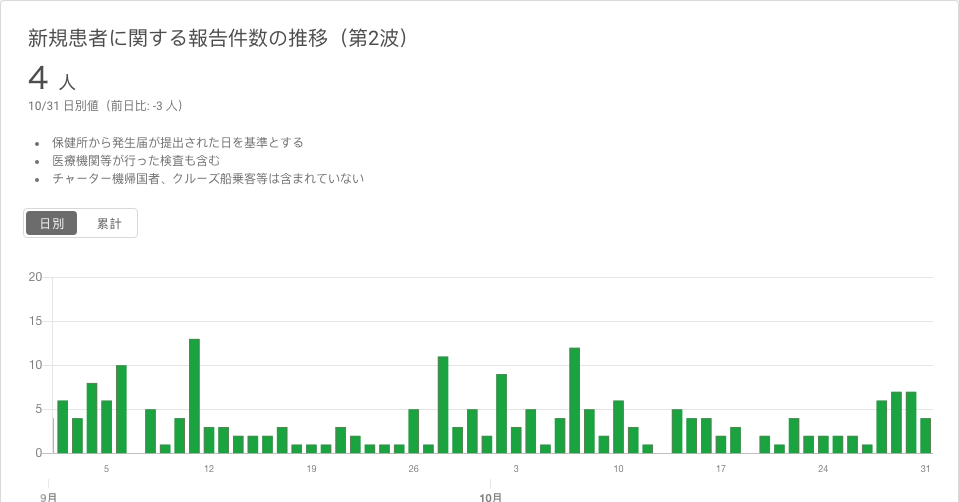 新規患者に関する報告件数の推移（第2波）
4 人
10/31 日別値（前日比: -3 人）
保健所から発生届が提出された日を基準とする
医療機関等が行った検査も含む
チャーター機帰国者、クルーズ船乗客等は含まれていない
日別 累計
20
15
10
5
0
5 12 19 26 3 10 17 24 31
9月 10月